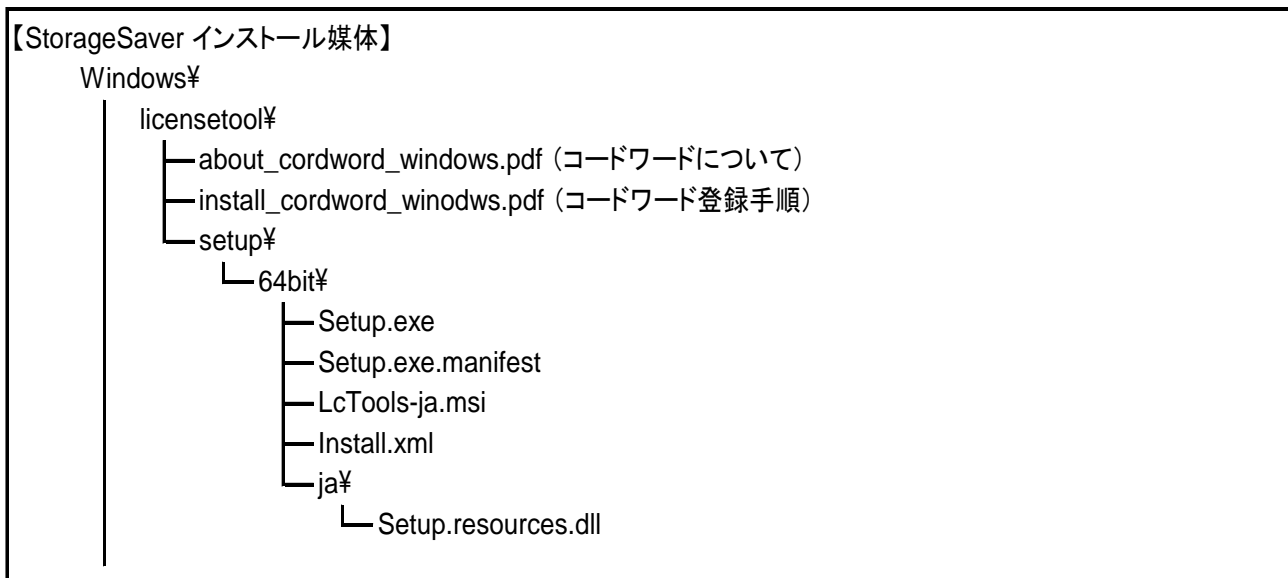 【StorageSaver インストール媒体】
Windows¥
licensetool¥
about_cordword_windows.pdf（コードワードについて）
install_cordword_winodws.pdf（コードワード登録手順）
setup¥
64bit¥
Setup.exe
Setup.exe.manifest
LcTools-ja.msi
Install.xml
ja¥
Setup.resources.dll